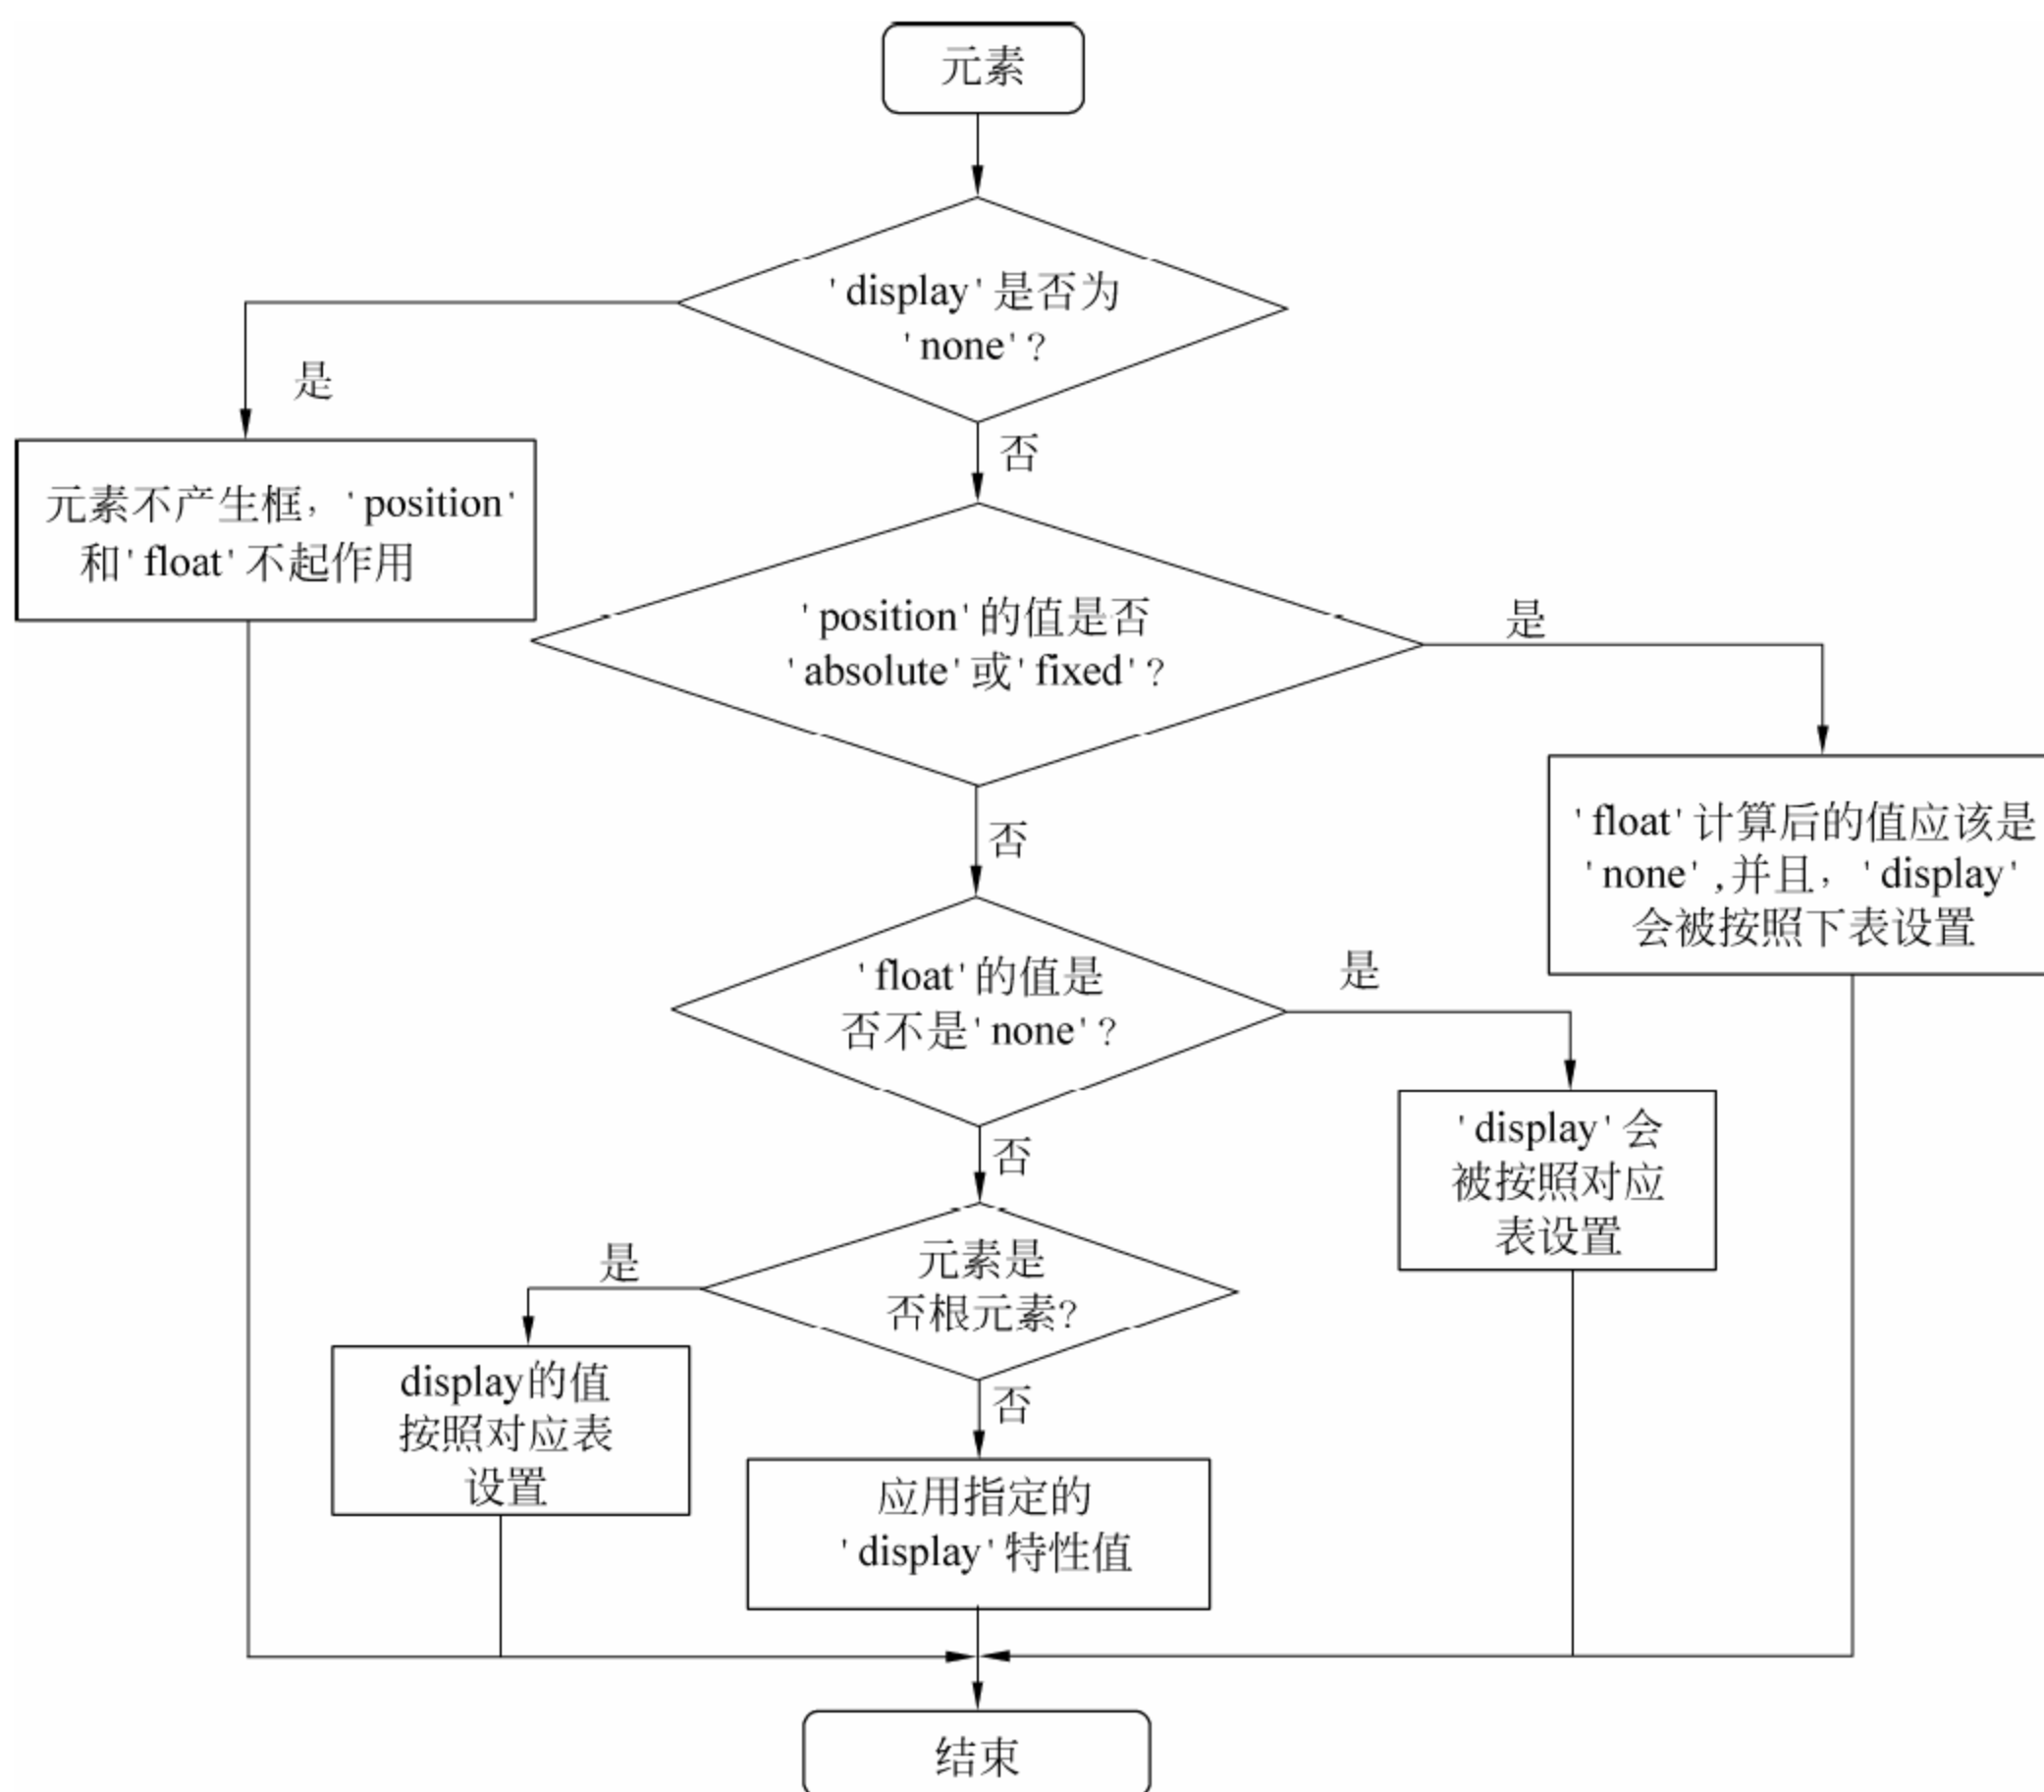 元素
'display'是否为
'none'?
是
否
元素不产生框，'position'
和'float'不起作用
'position'的值是否
'absolute'或'fixed'?
是
否
'float'计算后的值应该是
'none',并且，'display'
会被按照下表设置
'float'的值是
否不是'none'?
是
否
'display'会
被按照对应
表设置
元素是
否根元素?
是
否
display的值
按照对应表
设置
应用指定的
'display'特性值
结束